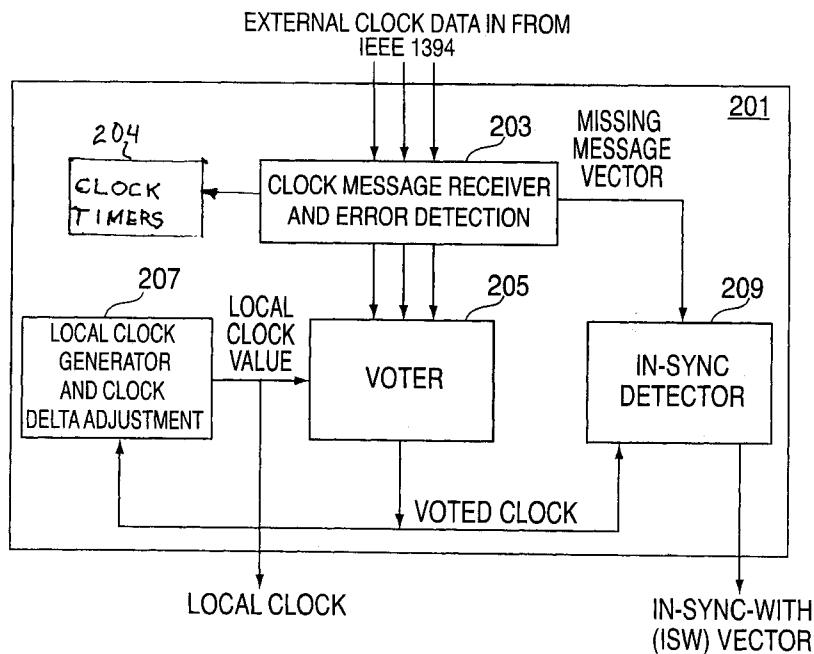 EXTERNAL CLOCK DATA IN FROM
IEEE 1394
201
204
CLOCK
TIMERS
203
CLOCK MESSAGE RECEIVER
AND ERROR DETECTION
MISSING
MESSAGE
VECTOR
207
LOCAL CLOCK
GENERATOR
AND CLOCK
DELTA ADJUSTMENT
LOCAL
CLOCK
VALUE
205
VOTER
209
IN-SYNC
DETECTOR
VOTED CLOCK
LOCAL CLOCK
IN-SYNC-WITH
(ISW) VECTOR